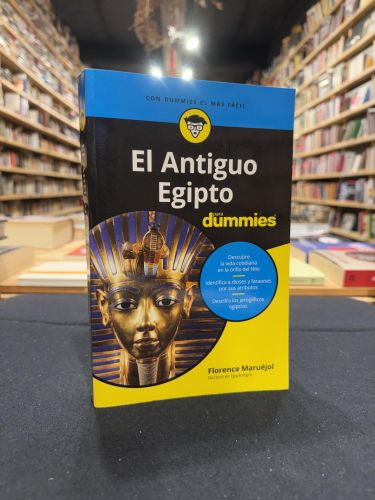 CON DUMMIES ES MÁS FÁCIL
El Antiguo
Egipto
para
dummies
Descubre
la vida cotidiana
en la orilla del Nilo
Identifica a dioses y faraones
por sus atributos
Descifra los jeroglíficos
egipcios
Florence Maruéjol
Doctora en Egiptología